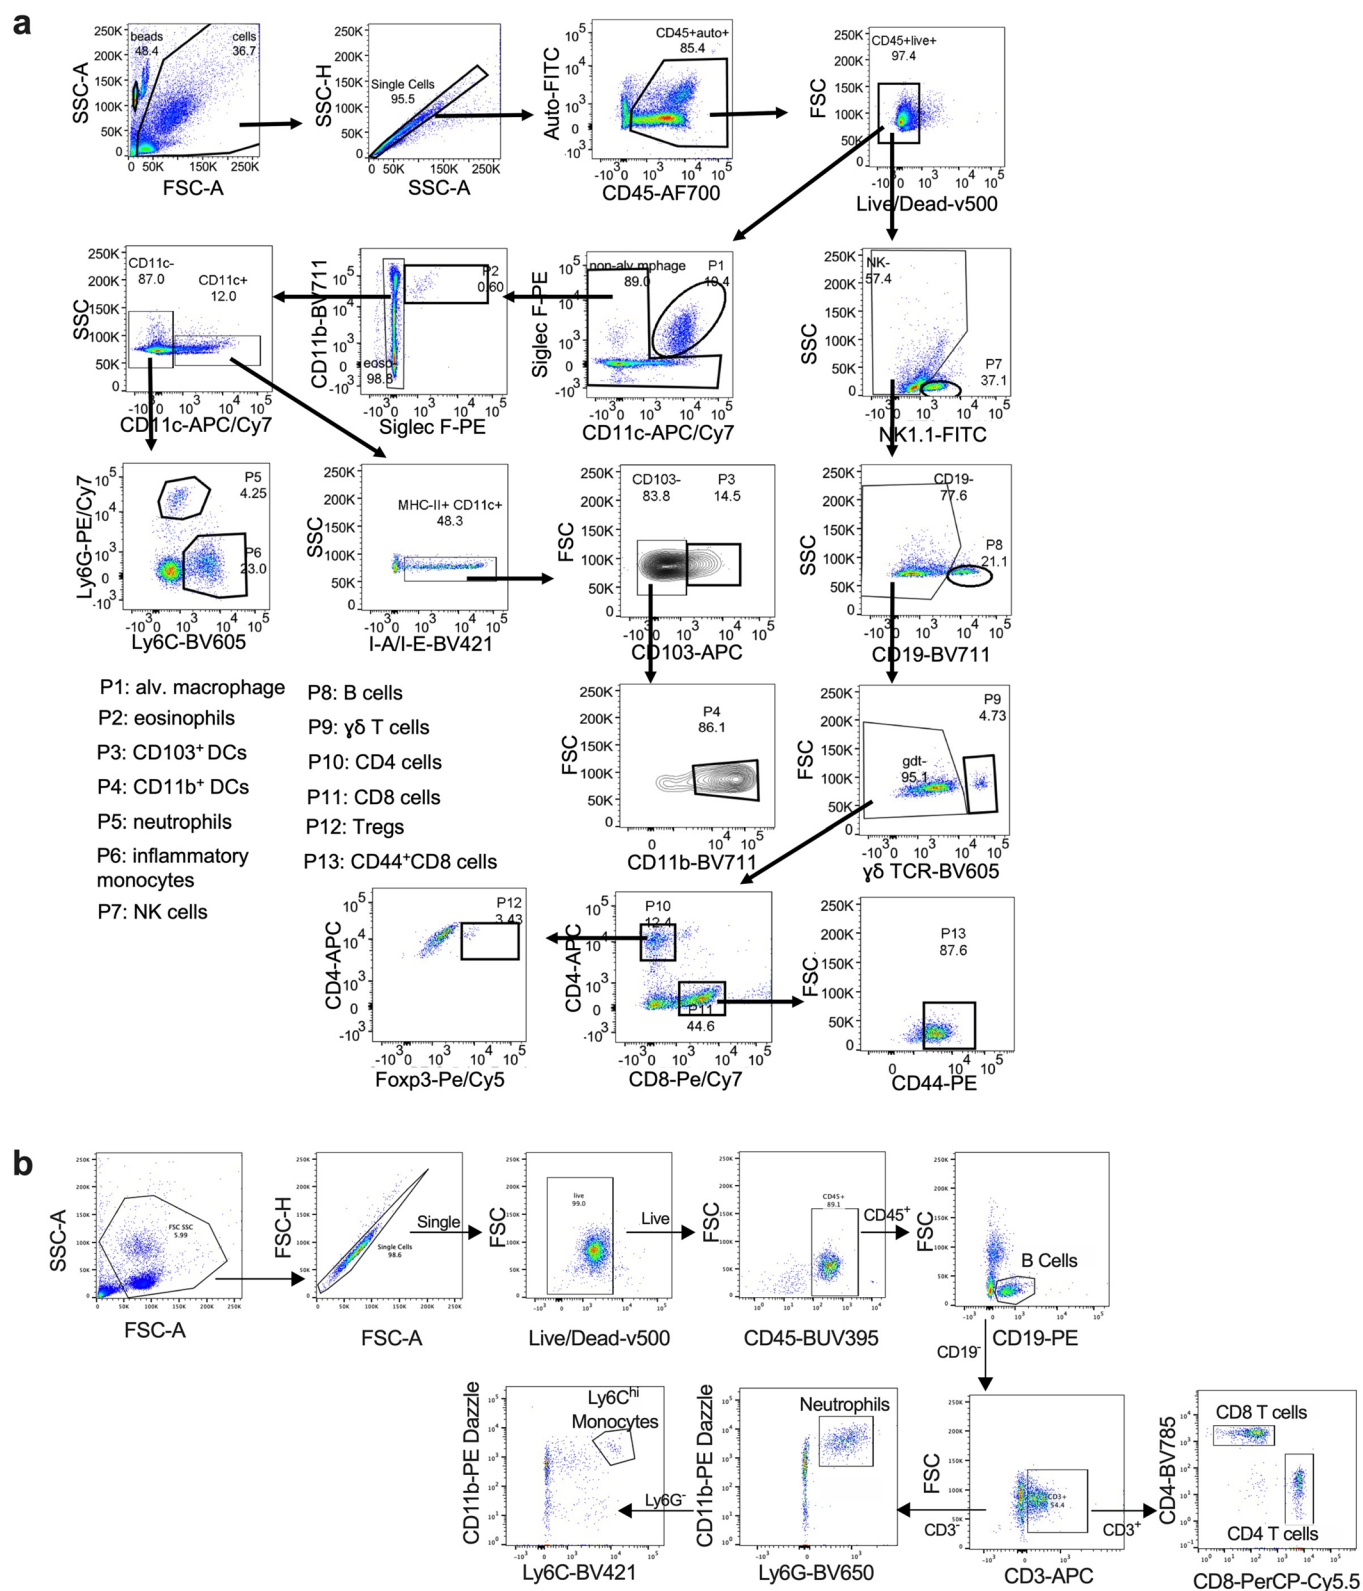 a
beads
48.4
cells
36.7
SSC-A
FSC-A
Single Cells
95.5
SSC-H
SSC-A
CD45+auto+
85.4
Auto-FITC
CD45-AF700
CD45+live+
97.4
FSC
Live/Dead-v500
CD11c-
87.0
CD11c+
12.0
SSC
CD11c-APC/Cy7
P2
0.60
CD11b-BV711
98.8
Siglec F-PE
non-alv mphage
89.0
P1
10.4
Siglec F-PE
CD11c-APC/Cy7
NK-
57.4
P7
37.1
SSC
NK1.1-FITC
P5
4.25
P6
23.0
Ly6G-PE/Cy7
Ly6C-BV605
MHC-II+ CD11c+
48.3
SSC
I-A/I-E-BV421
CD103-
83.8
P3
14.5
FSC
CD103-APC
CD19-
77.6
P8
21.1
SSC
CD19-BV711
P1: alv. macrophage
P2: eosinophils
P3: CD103+ DCs
P4: CD11b+ DCs
P5: neutrophils
P6: inflammatory
monocytes
P7: NK cells
P8: B cells
P9: γδ T cells
P10: CD4 cells
P11: CD8 cells
P12: Tregs
P13: CD44+CD8 cells
P4
86.1
FSC
CD11b-BV711
P9
4.73
gdt-
95.1
FSC
γδ TCR-BV605
P12
3.43
CD4-APC
Foxp3-Pe/Cy5
P10
12.4
P11
44.6
CD4-APC
CD8-Pe/Cy7
P13
87.6
FSC
CD44-PE
b
FSC SSC
5.99
SSC-A
FSC-A
Single Cells
98.6
FSC-H
FSC-A
Single
live
99.0
FSC
Live/Dead-v500
Live
CD45+
89.1
FSC
CD45-BUV395
CD45+
B Cells
FSC
CD19-PE
CD19-
Ly6Chi
Monocytes
CD11b-PE Dazzle
Ly6C-BV421
Ly6G-
Neutrophils
CD11b-PE Dazzle
Ly6G-BV650
CD3-
CD3+
54.4
FSC
CD3-APC
CD3+
CD8 T cells
CD4 T cells
CD4-BV785
CD8-PerCP-Cy5.5